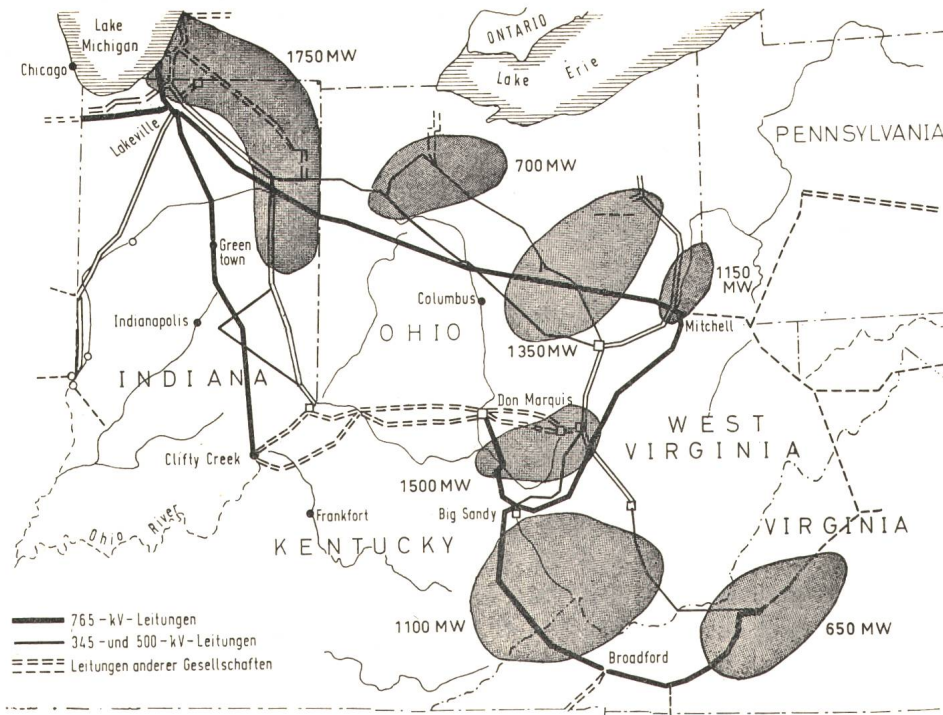 Lake
Michigan
Chicago
1750 MW
ONTARIO
Lake Erie
PENNSYLVANIA
Lakeville
700 MW
Green
town
Columbus
1150
MW
Mitchell
Indianapolis
OHIO
1350MW
INDIANA
Don Marquis
WEST
VIRGINIA
Clifty Creek
1500 MW
Big Sandy
Frankfort
VIRGINIA
Ohio River
KENTUCKY
765-kV-Leitungen
345-und 500-kV-Leitungen
Leitungen anderer Gesellschaften
1100 MW
650 MW
Broadford